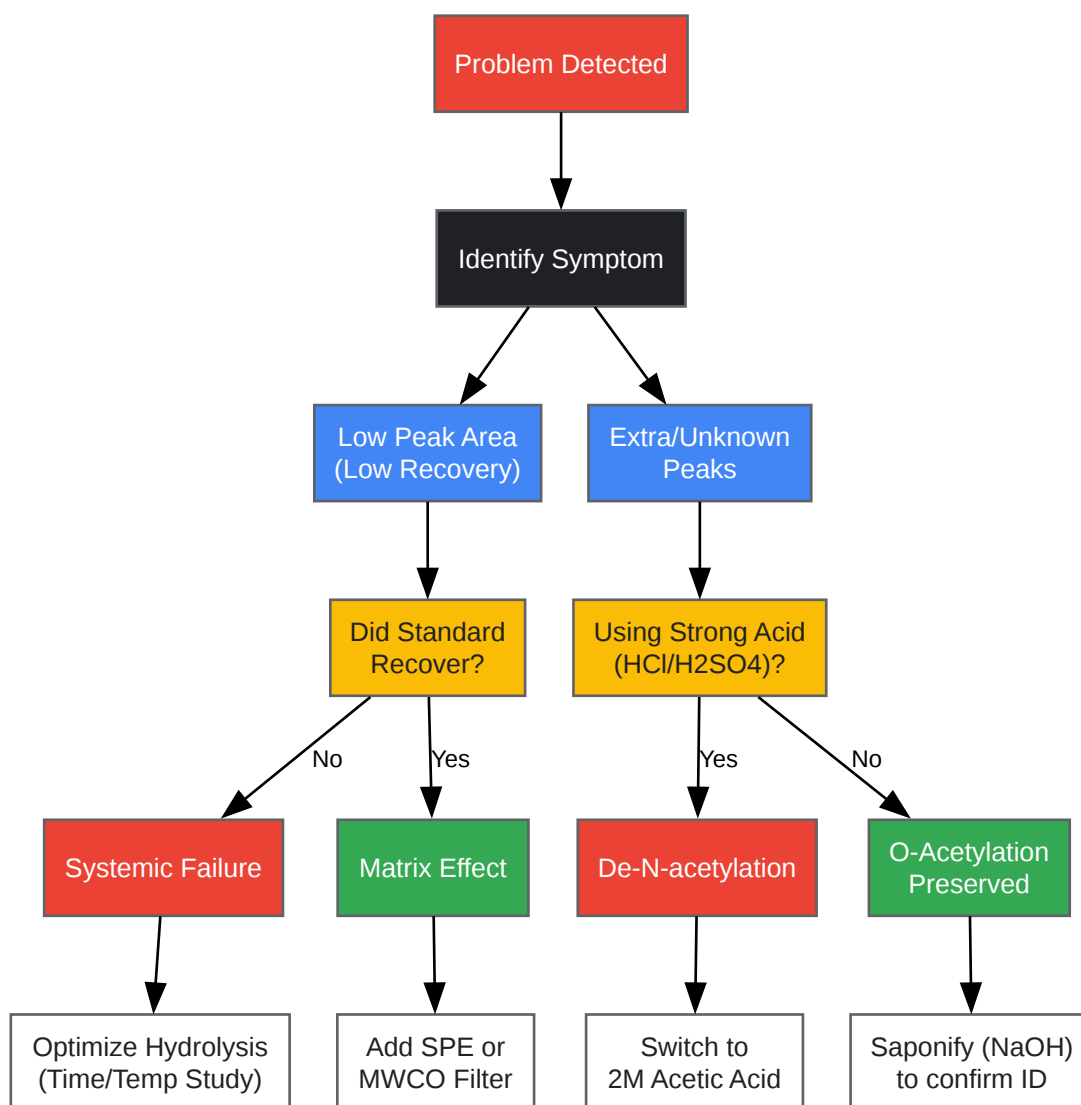 Problem Detected
Identify Symptom
Low Peak Area
(Low Recovery)
Extra/Unknown
Peaks
Did Standard
Recover?
Using Strong Acid
(HCl/H2SO4)?
No
Yes
Yes
No
Systemic Failure
Matrix Effect
De-N-acetylation
O-Acetylation
Preserved
Optimize Hydrolysis
(Time/Temp Study)
Add SPE or
MWCO Filter
Switch to
2M Acetic Acid
Saponify (NaOH)
to confirm ID